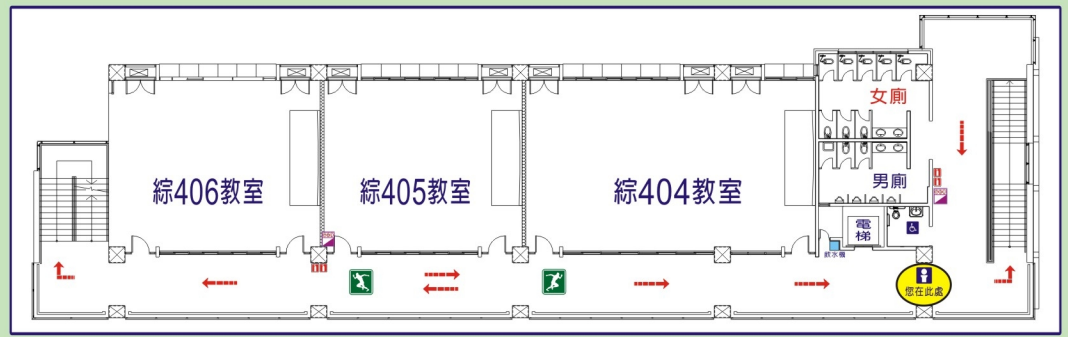 女廁
綜406教室
綜405教室
綜404教室
男廁
電梯
飲水機
您在此處